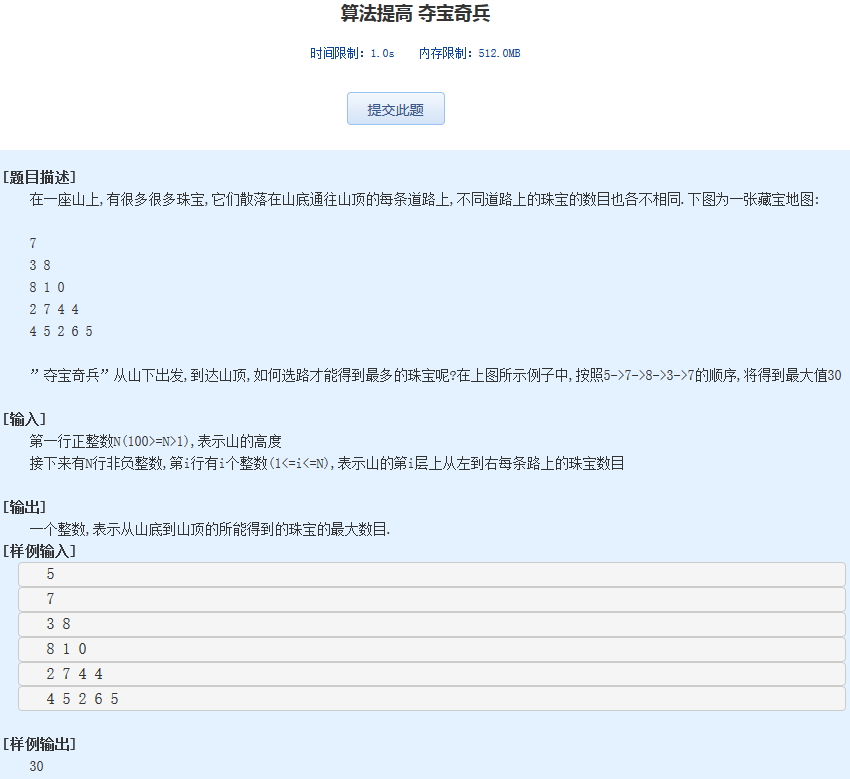 算法提高 夺宝奇兵
时间限制：1.0s 内存限制：512.0MB
提交此题
[题目描述]
在一座山上,有很多很多珠宝,它们散落在山底通往山顶的每条道路上,不同道路上的珠宝的数目也各不相同.下图为一张藏宝地图:
7
3 8
8 1 0
2 7 4 4
4 5 2 6 5
”夺宝奇兵”从山下出发,到达山顶,如何选路才能得到最多的珠宝呢?在上图所示例子中,按照5->7->8->3->7的顺序,将得到最大值30
[输入]
第一行正整数N(100>=N>1),表示山的高度
接下来有N行非负整数,第i行有i个整数(1<=i<=N),表示山的第i层上从左到右每条路上的珠宝数目
[输出]
一个整数,表示从山底到山顶的所能得到的珠宝的最大数目.
[样例输入]
5
7
3 8
8 1 0
2 7 4 4
4 5 2 6 5
[样例输出]
30